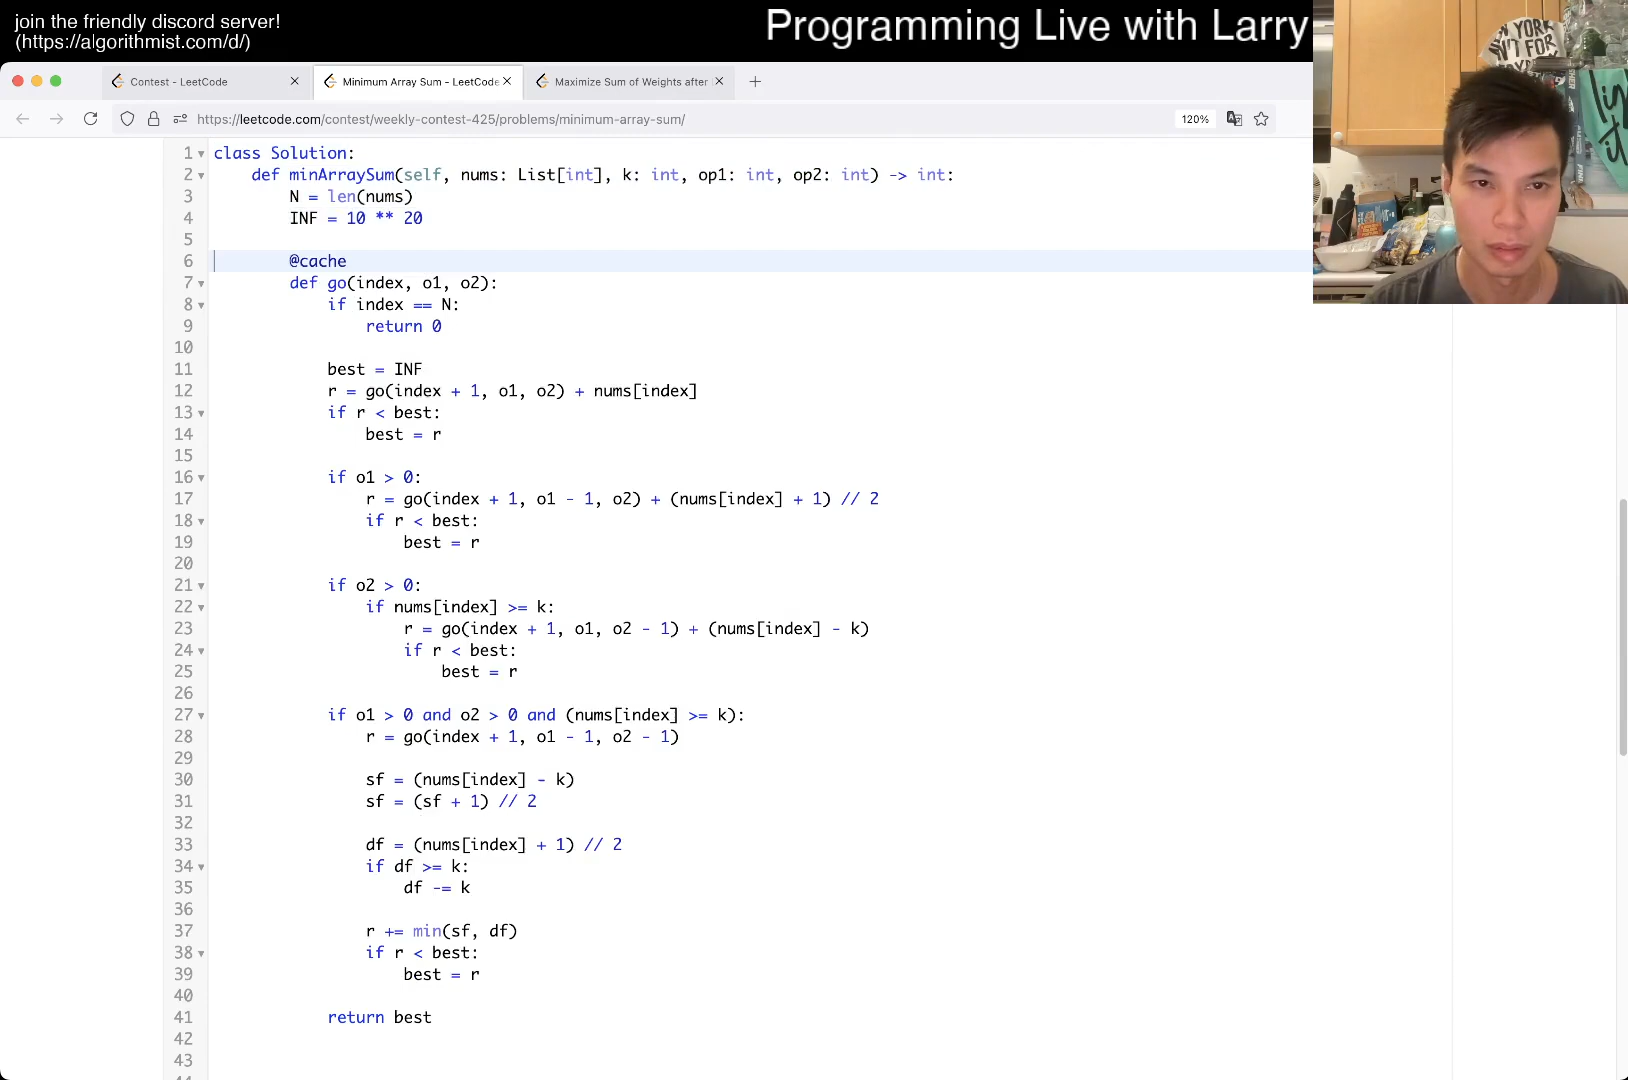 join the friendly discord server!
(https://algorithmist.com/d/)
Programming Live with Larry
Contest - LeetCode
Minimum Array Sum - LeetCode
Maximize Sum of Weights after
https://leetcode.com/contest/weekly-contest-425/problems/minimum-array-sum/
120%
1 class Solution:
2 def minArraySum(self, nums: List[int], k: int, op1: int, op2: int) -> int:
3 N = len(nums)
4 INF = 10 ** 20
5
6 @cache
7 def go(index, o1, o2):
8 if index == N:
9 return 0
10
11 best = INF
12 r = go(index + 1, o1, o2) + nums[index]
13 if r < best:
14 best = r
15
16 if o1 > 0:
17 r = go(index + 1, o1 - 1, o2) + (nums[index] + 1) // 2
18 if r < best:
19 best = r
20
21 if o2 > 0:
22 if nums[index] >= k:
23 r = go(index + 1, o1, o2 - 1) + (nums[index] - k)
24 if r < best:
25 best = r
26
27 if o1 > 0 and o2 > 0 and (nums[index] >= k):
28 r = go(index + 1, o1 - 1, o2 - 1)
29
30 sf = (nums[index] - k)
31 sf = (sf + 1) // 2
32
33 df = (nums[index] + 1) // 2
34 if df >= k:
35 df -= k
36
37 r += min(sf, df)
38 if r < best:
39 best = r
40
41 return best
42
43